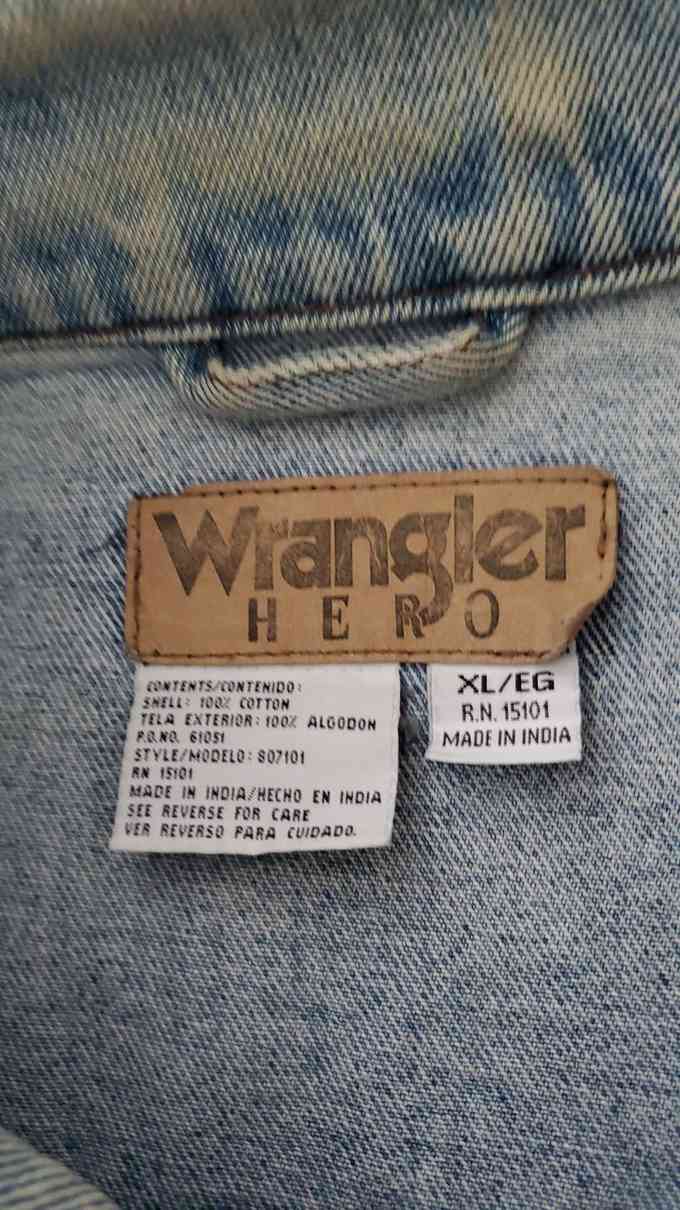 Wrangler
HERO
CONTENTS/CONTENIDO:
SHELL: 100% COTTON
TELA EXTERIOR: 100% ALGODON
P.O.NO. 61051
STYLE/MODELO: 807101
RN 15101
MADE IN INDIA/HECHO EN INDIA
SEE REVERSE FOR CARE
VER REVERSO PARA CUIDADO.
XL/EG
R.N. 15101
MADE IN INDIA